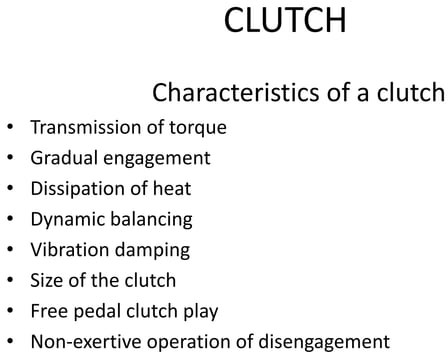 CLUTCH
Characteristics of a clutch
• Transmission of torque
• Gradual engagement
• Dissipation of heat
• Dynamic balancing
• Vibration damping
• Size of the clutch
• Free pedal clutch play
• Non-exertive operation of disengagement